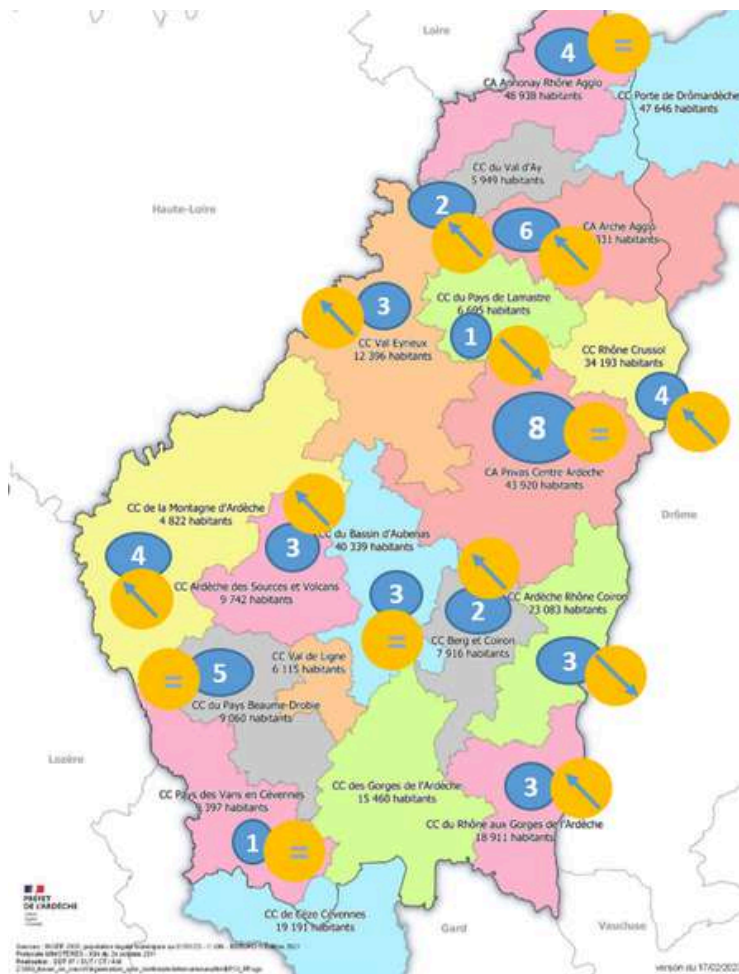 Loire
4
=
CA Annonay Rhône Agglo
46 938 habitants
CC Porte de Drômardèche
47 646 habitants
CC du Val d'Ay
5 949 habitants
Haute-Loire
2
6
CA Arche Agglo
331 habitants
CC du Pays de Lamastre
6 695 habitants
3
1
CC Val Eyrieux
12 396 habitants
CC Rhône Crussol
34 193 habitants
4
8
=
CA Privas Centre Ardèche
43 920 habitants
CC de la Montagne d'Ardèche
4 822 habitants
Drôme
CC du Bassin d'Aubenas
40 339 habitants
3
4
CC Ardèche des Sources et Volcans
9 742 habitants
3
=
2
CC Ardèche Rhône Coiron
23 083 habitants
CC Berg et Coiron
7 916 habitants
CC Val de Ligne
6 115 habitants
=
5
3
CC du Pays Beaume-Drobie
9 060 habitants
Lozère
CC Pays des Vans en Cévennes
397 habitants
CC des Gorges de l'Ardèche
15 460 habitants
3
CC du Rhône aux Gorges de l'Ardèche
18 911 habitants
1
=
PRÉFET
DE L'ARDÈCHE
CC de Cèze Cévennes
19 191 habitants
Gard
Vaucluse